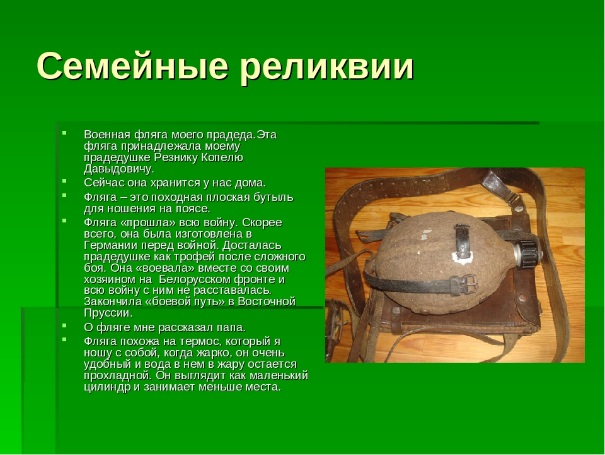 Семейные реликвии
Военная фляга моего прадеда.Эта
фляга принадлежала моему
прадедушке Резнику Копелю
Давыдовичу.
Сейчас она хранится у нас дома.
Фляга – это походная плоская бутыль
для ношения на поясе.
Фляга «прошла» всю войну. Скорее
всего, она была изготовлена в
Германии перед войной. Досталась
прадедушке как трофей после сложного
боя. Она «воевала» вместе со своим
хозяином на  Белорусском фронте и
всю войну с ним не расставалась.
Закончила «боевой путь» в Восточной
Пруссии.
О фляге мне рассказал папа.
Фляга похожа на термос, который я
ношу с собой, когда жарко, он очень
удобный и вода в нем в жару остается
прохладной. Он выглядит как маленький
цилиндр и занимает меньше места.